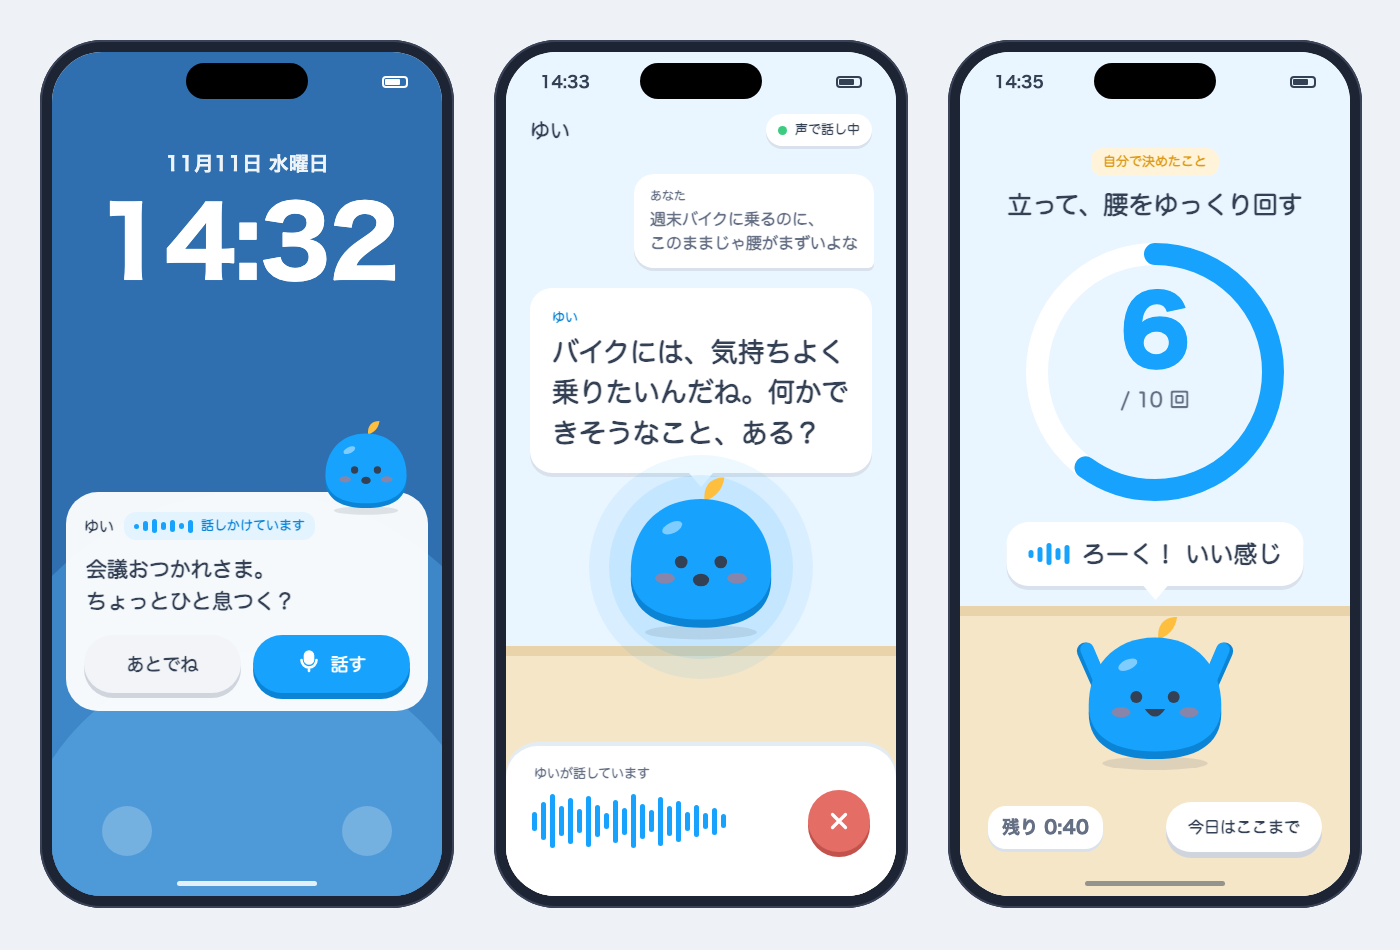 11月11日 水曜日
14:32
ゆい 話しかけています
会議おつかれさま。
ちょっとひと息つく？
あとでね
話す
14:33
ゆい
声で話し中
あなた
週末バイクに乗るのに、
このままじゃ腰がまずいよな
ゆい
バイクには、気持ちよく
乗りたいんだね。何かで
きそうなこと、ある？
ゆいが話しています
14:35
自分で決めたこと
立って、腰をゆっくり回す
6
/ 10 回
ろーく！ いい感じ
残り 0:40
今日はここまで